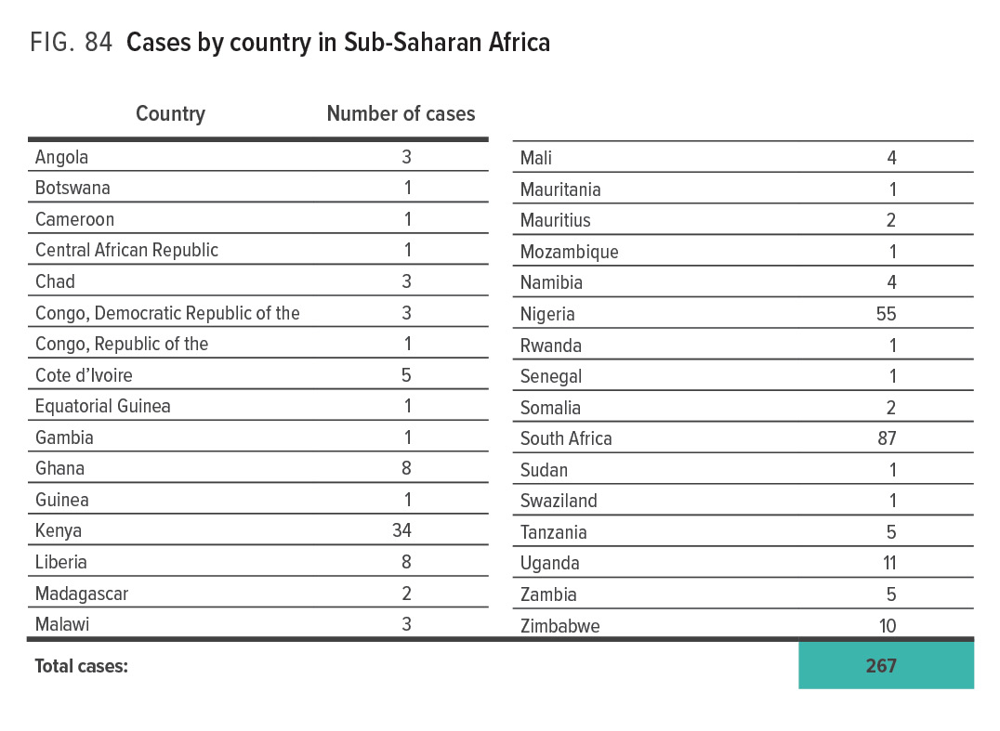 FIG. 84 Cases by country in Sub-Saharan Africa
Country Number of cases
Angola 3
Botswana 1
Cameroon 1
Central African Republic 1
Chad 3
Congo, Democratic Republic of the 3
Congo, Republic of the 1
Cote d’Ivoire 5
Equatorial Guinea 1
Gambia 1
Ghana 8
Guinea 1
Kenya 34
Liberia 8
Madagascar 2
Malawi 3
Mali 4
Mauritania 1
Mauritius 2
Mozambique 1
Namibia 4
Nigeria 55
Rwanda 1
Senegal 1
Somalia 2
South Africa 87
Sudan 1
Swaziland 1
Tanzania 5
Uganda 11
Zambia 5
Zimbabwe 10
Total cases: 267